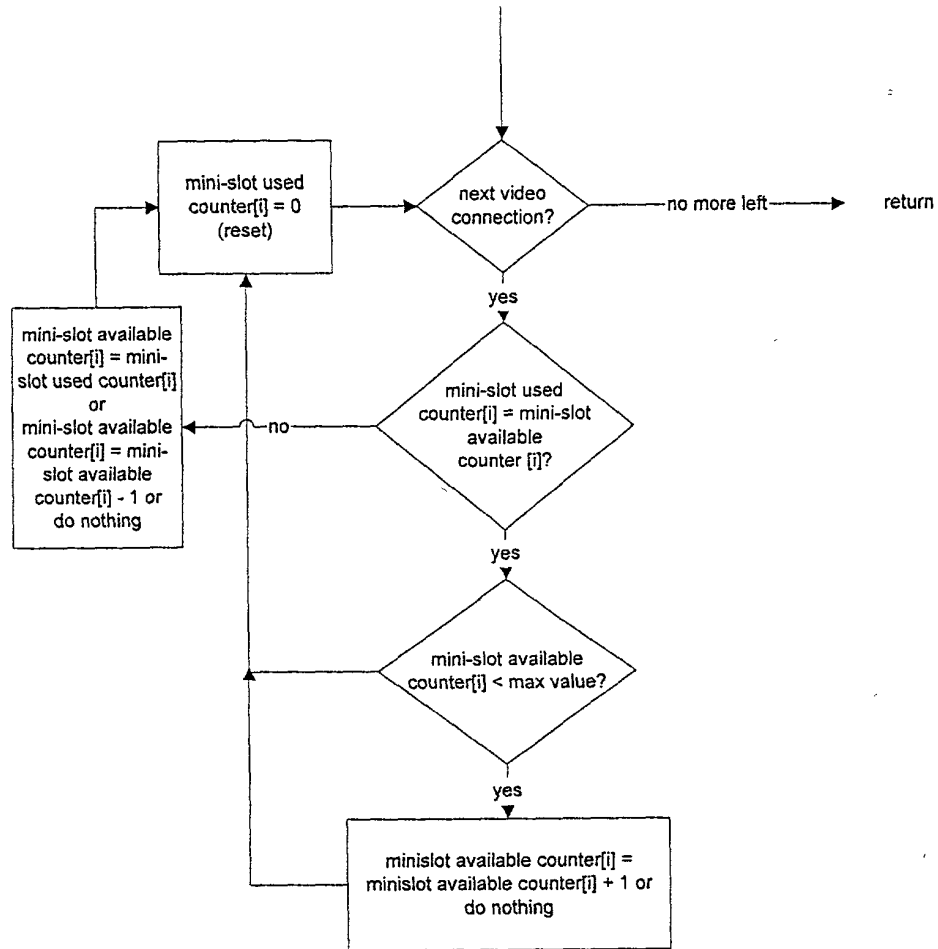 mini-slot used
counter[i] = 0
(reset)
next video
connection?
no more left
return
yes
mini-slot available
counter[i] = mini-
slot used counter[i]
or
mini-slot available
counter[i] = mini-
slot available
counter[i] - 1 or
do nothing
no
mini-slot used
counter[i] = mini-slot
available
counter [i]?
yes
mini-slot available
counter[i] < max value?
yes
minislot available counter[i] =
minislot available counter[i] + 1 or
do nothing